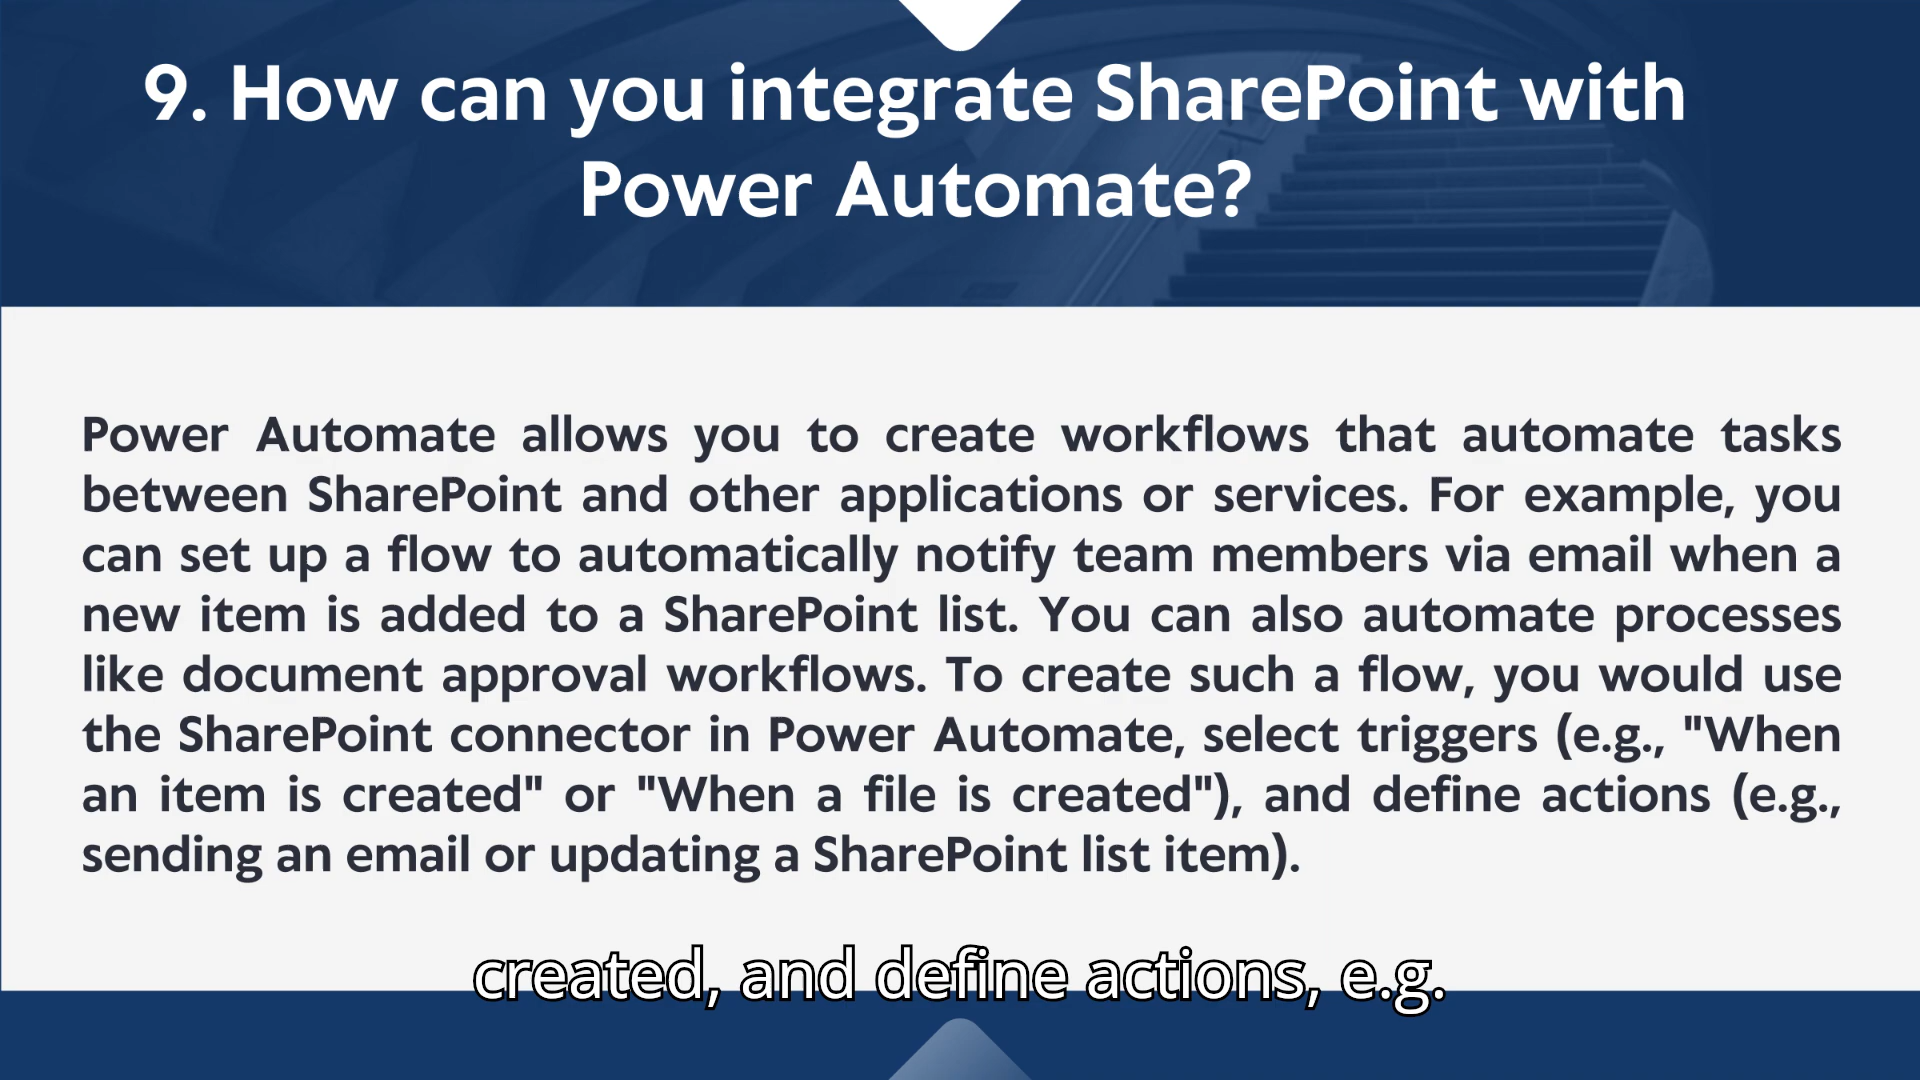 9. How can you integrate SharePoint with
Power Automate?
Power Automate allows you to create workflows that automate tasks
between SharePoint and other applications or services. For example, you
can set up a flow to automatically notify team members via email when a
new item is added to a SharePoint list. You can also automate processes
like document approval workflows. To create such a flow, you would use
the SharePoint connector in Power Automate, select triggers (e.g., "When
an item is created" or "When a file is created"), and define actions (e.g.,
sending an email or updating a SharePoint list item).
created, and define actions, e.g.